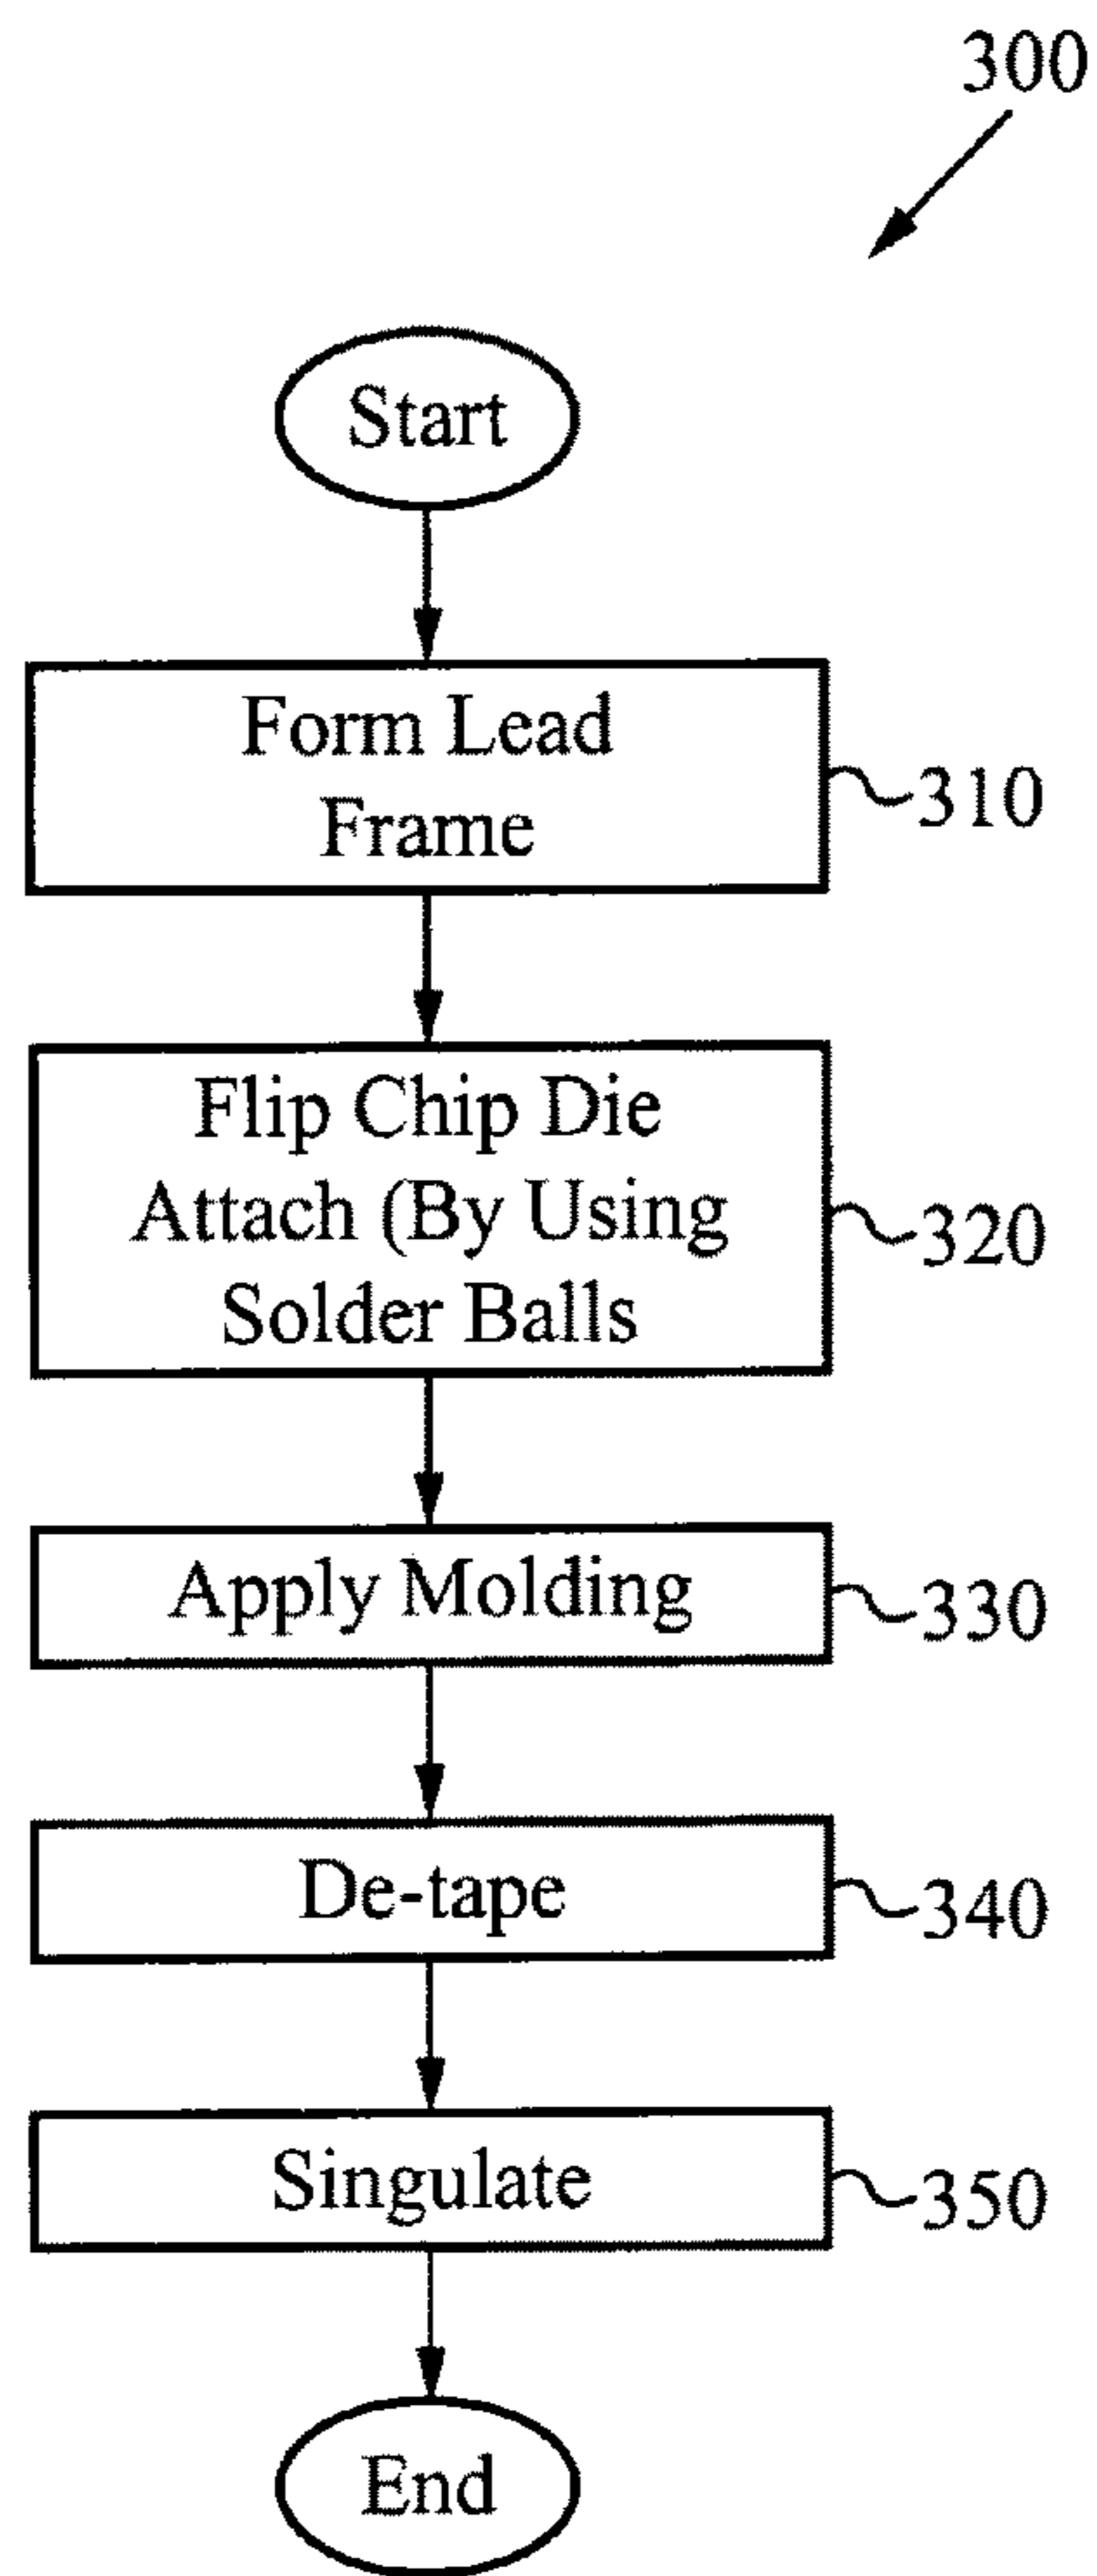 300
Start
Form Lead
Frame
310
Flip Chip Die
Attach (By Using
Solder Balls
320
Apply Molding
330
De-tape
340
Singulate
350
End